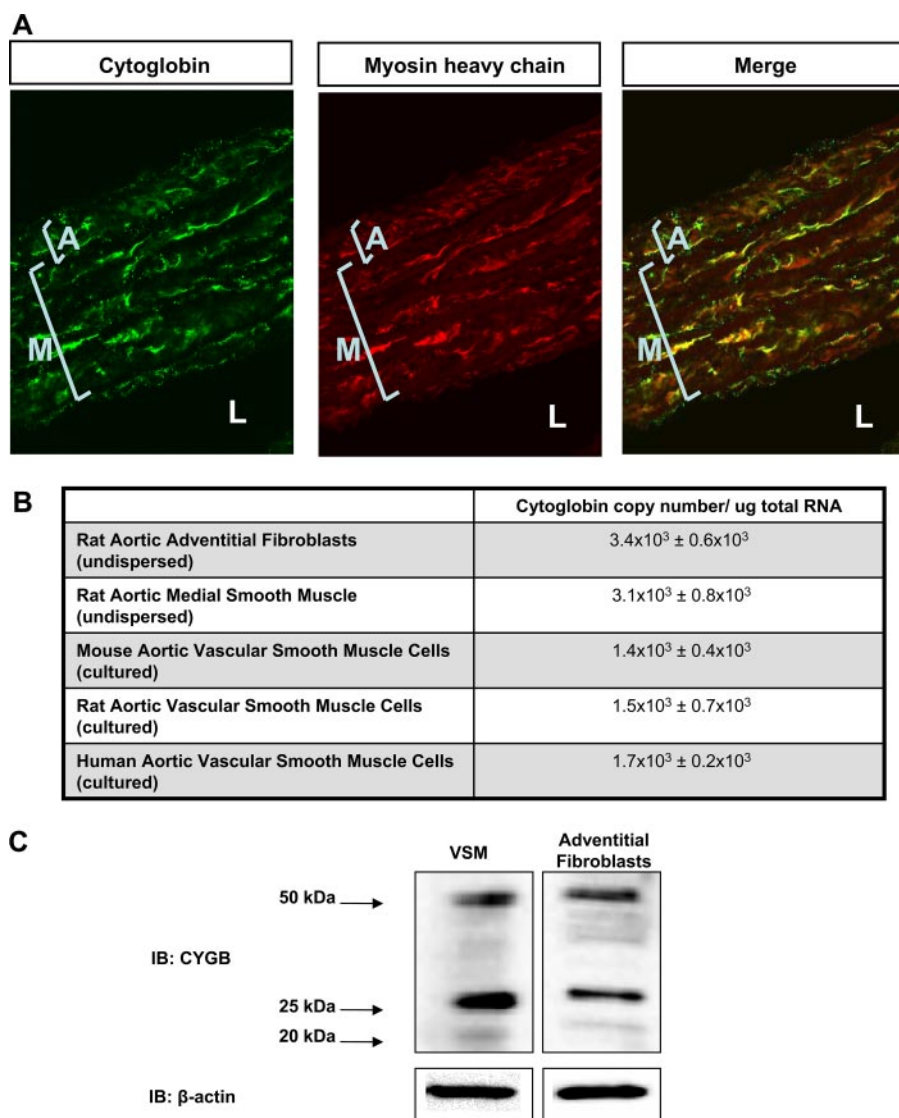 A
Cytoglobin
Myosin heavy chain
Merge
A
M
L
A
M
L
A
M
L
B
Cytoglobin copy number/ ug total RNA
Rat Aortic Adventitial Fibroblasts
(undispersed)
3.4x10³ ± 0.6x10³
Rat Aortic Medial Smooth Muscle
(undispersed)
3.1x10³ ± 0.8x10³
Mouse Aortic Vascular Smooth Muscle Cells
(cultured)
1.4x10³ ± 0.4x10³
Rat Aortic Vascular Smooth Muscle Cells
(cultured)
1.5x10³ ± 0.7x10³
Human Aortic Vascular Smooth Muscle Cells
(cultured)
1.7x10³ ± 0.2x10³
C
VSM
Adventitial
Fibroblasts
50 kDa
IB: CYGB
25 kDa
20 kDa
IB: β-actin